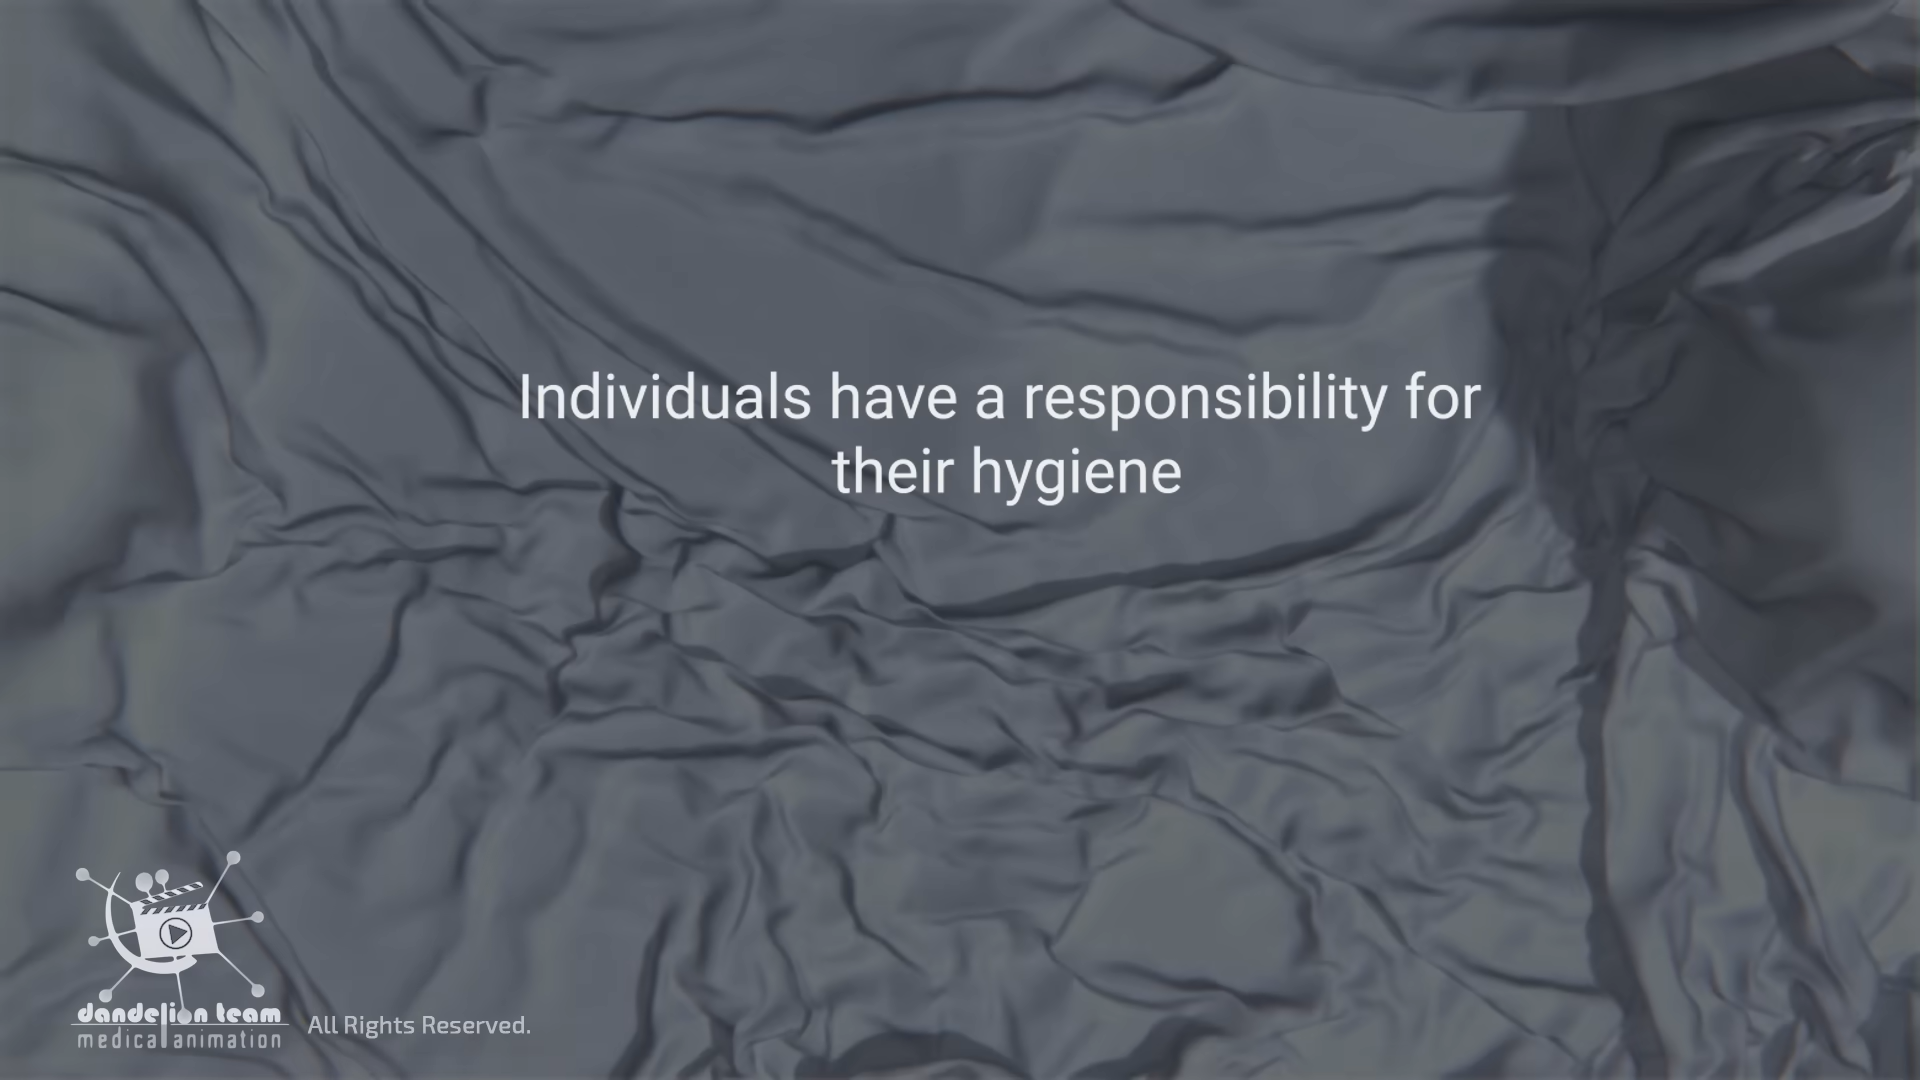 Individuals have a responsibility for
their hygiene
dandelion team
medical animation
All Rights Reserved.